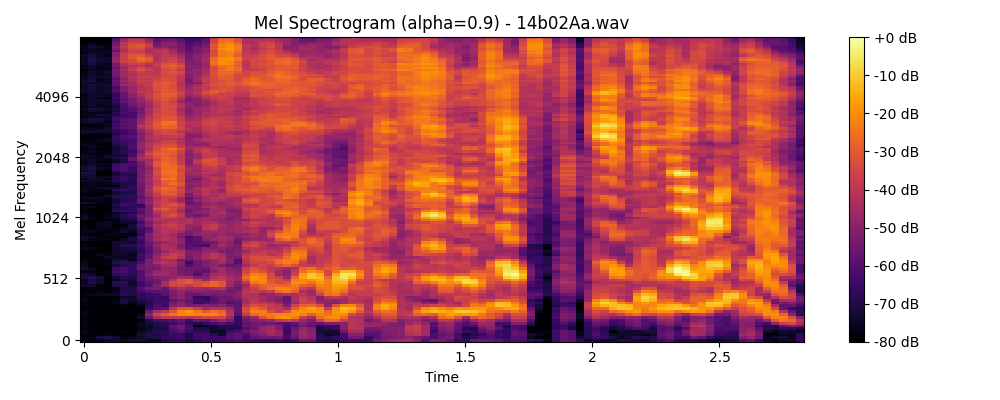 Mel Spectrogram (alpha=0.9) - 14b02Aa.wav
Mel Frequency
4096
2048
1024
512
0
0
0.5
1
1.5
2
2.5
Time
+0 dB
-10 dB
-20 dB
-30 dB
-40 dB
-50 dB
-60 dB
-70 dB
-80 dB